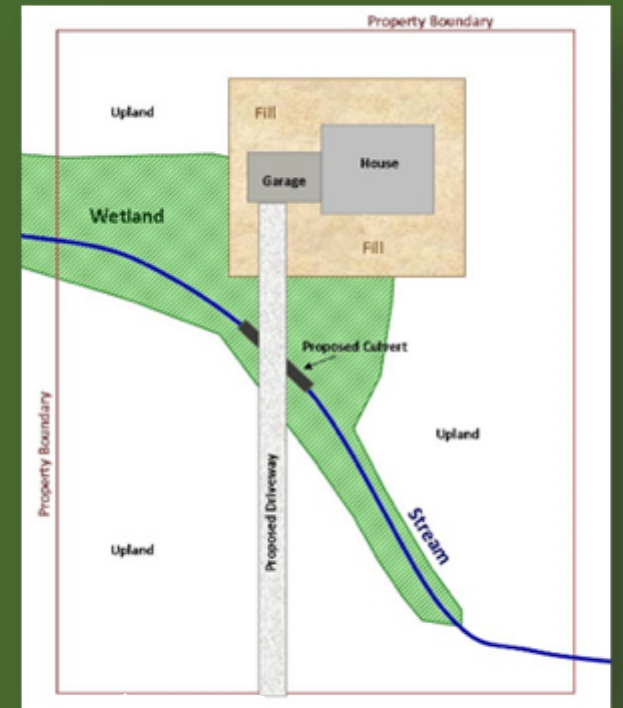 Property Boundary
Upland
Fill
House
Garage
Wetland
Fill
Proposed Culvert
Property Boundary
Upland
Proposed Driveway
Stream
Upland